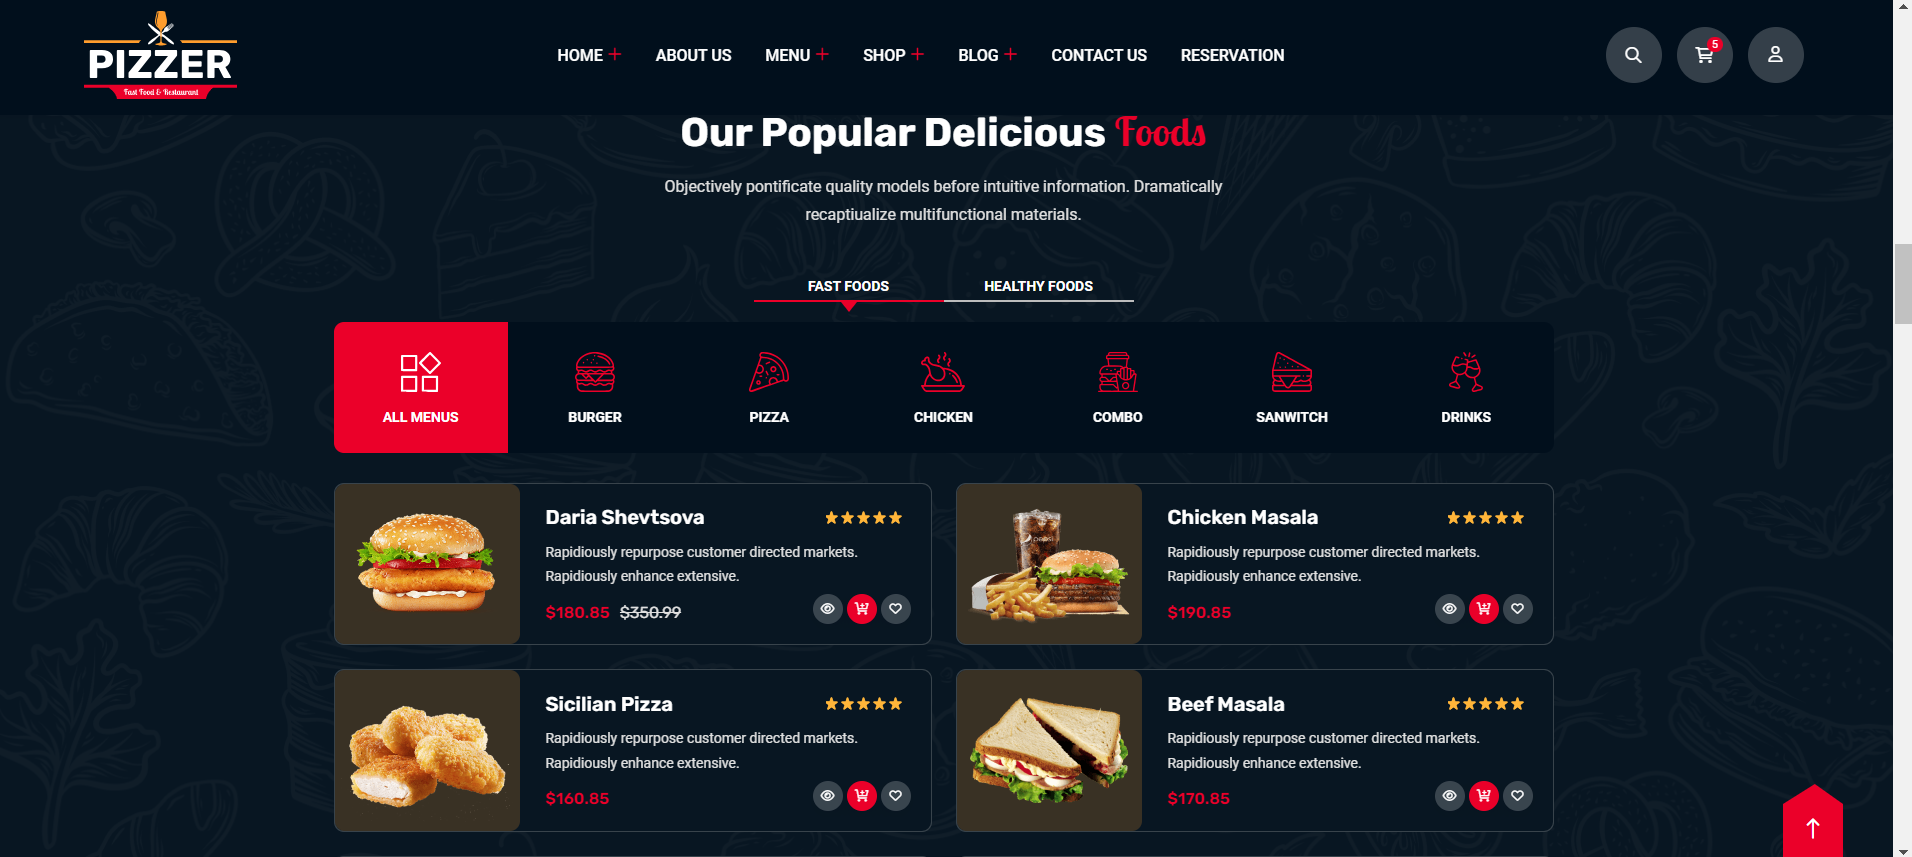 PIZZER
Fast Food & Restaurant
HOME
ABOUT US
MENU
SHOP
BLOG
CONTACT US
RESERVATION
5
Our Popular Delicious Foods
Objectively pontificate quality models before intuitive information. Dramatically
recaptiualize multifunctional materials.
FAST FOODS
HEALTHY FOODS
ALL MENUS
BURGER
PIZZA
CHICKEN
COMBO
SANWITCH
DRINKS
Daria Shevtsova
Rapidiously repurpose customer directed markets.
Rapidiously enhance extensive.
$180.85 $350.99
Chicken Masala
Rapidiously repurpose customer directed markets.
Rapidiously enhance extensive.
$190.85
Sicilian Pizza
Rapidiously repurpose customer directed markets.
Rapidiously enhance extensive.
$160.85
Beef Masala
Rapidiously repurpose customer directed markets.
Rapidiously enhance extensive.
$170.85